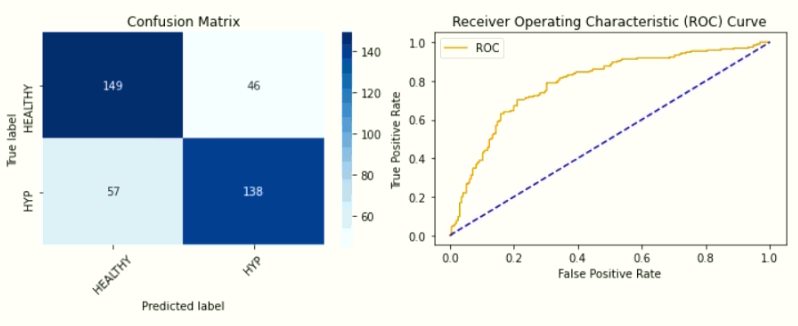 Confusion Matrix
True label
HEALTHY
HYP
149 46
57 138
HEALTHY
HYP
Predicted label
140
120
100
80
60
Receiver Operating Characteristic (ROC) Curve
ROC
True Positive Rate
1.0
0.8
0.6
0.4
0.2
0.0
0.0 0.2 0.4 0.6 0.8 1.0
False Positive Rate